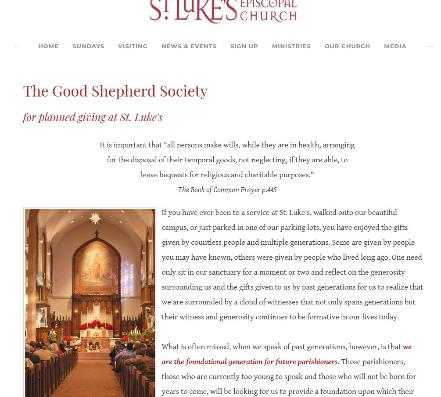 ST. LUKE'S EPISCOPAL CHURCH
HOME SUNDAYS VISITING NEWS & EVENTS SIGN UP MINISTRIES OUR CHURCH MEDIA
The Good Shepherd Society
for planned giving at St. Luke's
It is important that "all persons make wills, while they are in health, arranging
for the disposal of their temporal goods, not neglecting, if they are able, to
leave bequests for religious and charitable purposes."
The Book of Common Prayer p.445
If you have ever been to a service at St. Luke's, walked onto our beautiful
campus, or just parked in one of our parking lots, you have enjoyed the gifts
given by countless people and multiple generations. Some are given by people
you may have known, others were given by people who lived long ago. One need
only sit in our sanctuary for a moment or two and reflect on the generosity
surrounding us and the gifts given to us by past generations for us to realize that
we are surrounded by a cloud of witnesses that not only spans generations but
their witness and generosity continues to be formative in our lives today.
What is often missed, when we speak of past generations, however, is that we
are the foundational generation for future parishioners. Those parishioners,
those who are currently too young to speak and those who will not be born for
years to come, will be looking for us to provide a foundation upon which their